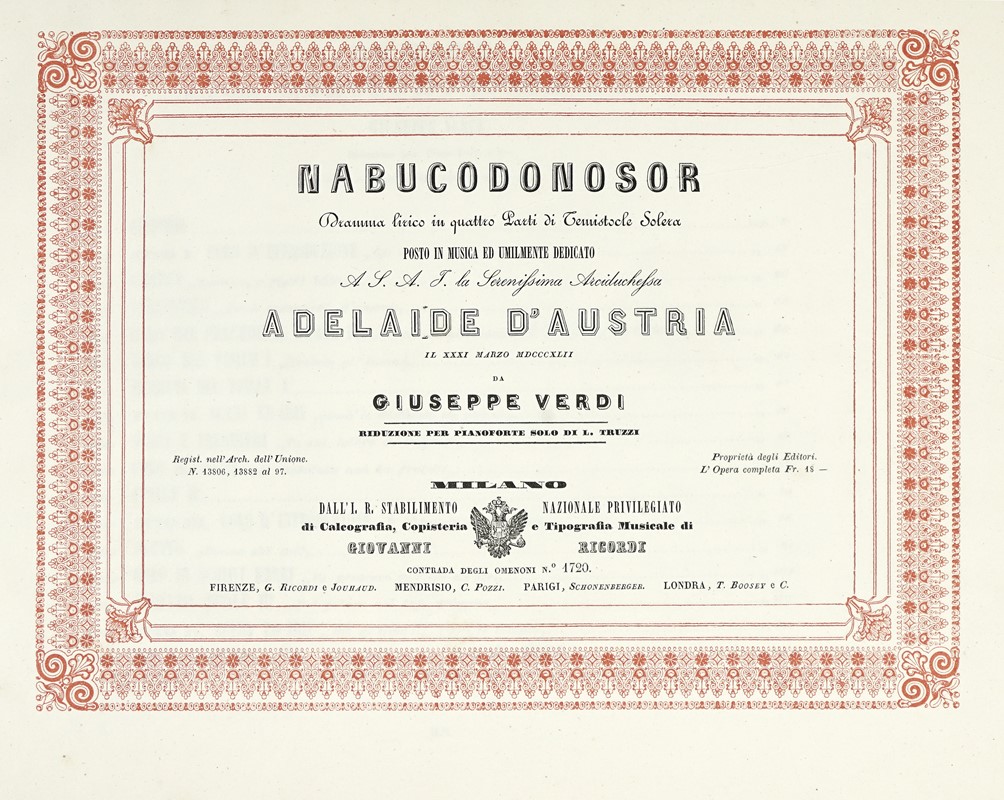 NABUCODONOSOR
Dramma lirico in quattro Parti di Temistocle Solera
POSTO IN MUSICA ED UMILMENTE DEDICATO
A S. A. I. la Sereniſsima Arciducheſsa
ADELAIDE D'AUSTRIA
IL XXXI MARZO MDCCCXLII
DA
GIUSEPPE VERDI
RIDUZIONE PER PIANOFORTE SOLO DI L. TRUZZI
Regist. nell'Arch. dell'Unione.
N. 13806, 13882 al 97.
Proprietà degli Editori.
L'Opera completa Fr. 18 —
MILANO
DALL'I. R. STABILIMENTO NAZIONALE PRIVILEGIATO
di Calcografia, Copisteria e Tipografia Musicale di
GIOVANNI RICORDI
CONTRADA DEGLI OMENONI N.º 1720.
FIRENZE, G. RICORDI e JOUHAUD. MENDRISIO, C. POZZI. PARIGI, SCHONENBERGER. LONDRA, T. BOOSEY e C.